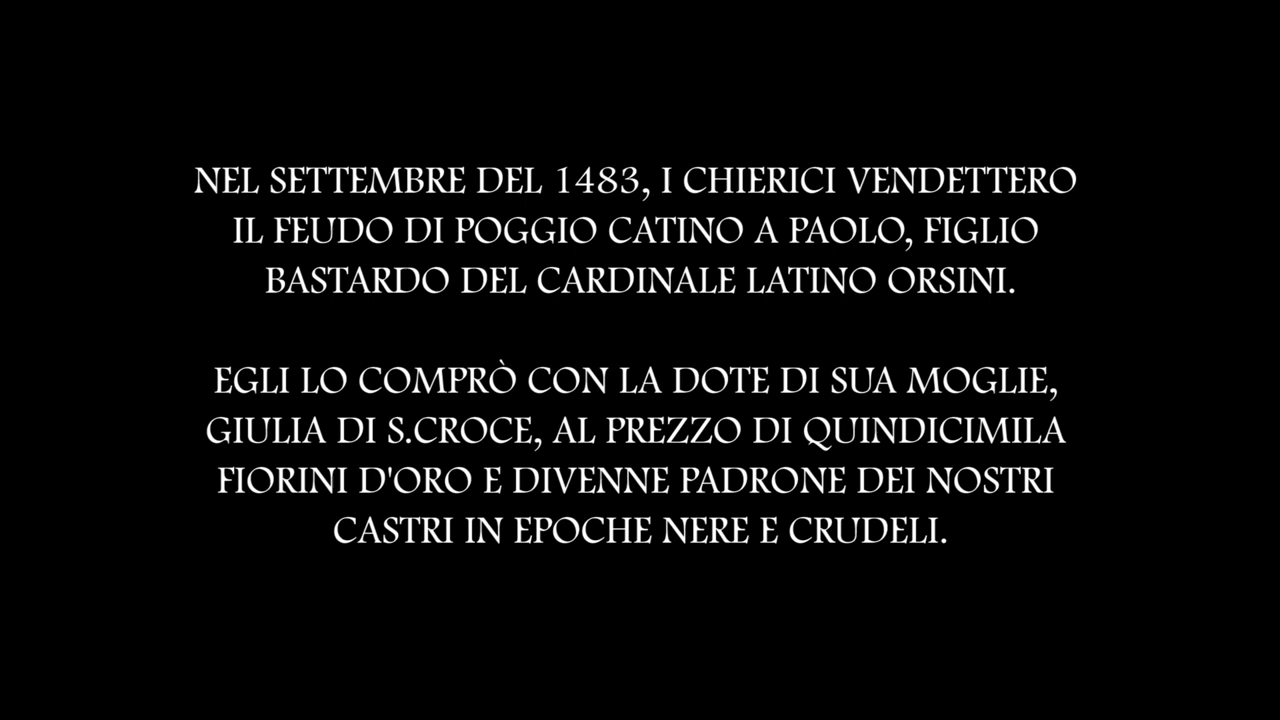 NEL SETTEMBRE DEL 1483, I CHIERICI VENDETTERO
IL FEUDO DI POGGIO CATINO A PAOLO, FIGLIO
BASTARDO DEL CARDINALE LATINO ORSINI.
EGLI LO COMPRÒ CON LA DOTE DI SUA MOGLIE,
GIULIA DI S.CROCE, AL PREZZO DI QUINDICIMILA
FIORINI D'ORO E DIVENNE PADRONE DEI NOSTRI
CASTRI IN EPOCHE NERE E CRUDELI.